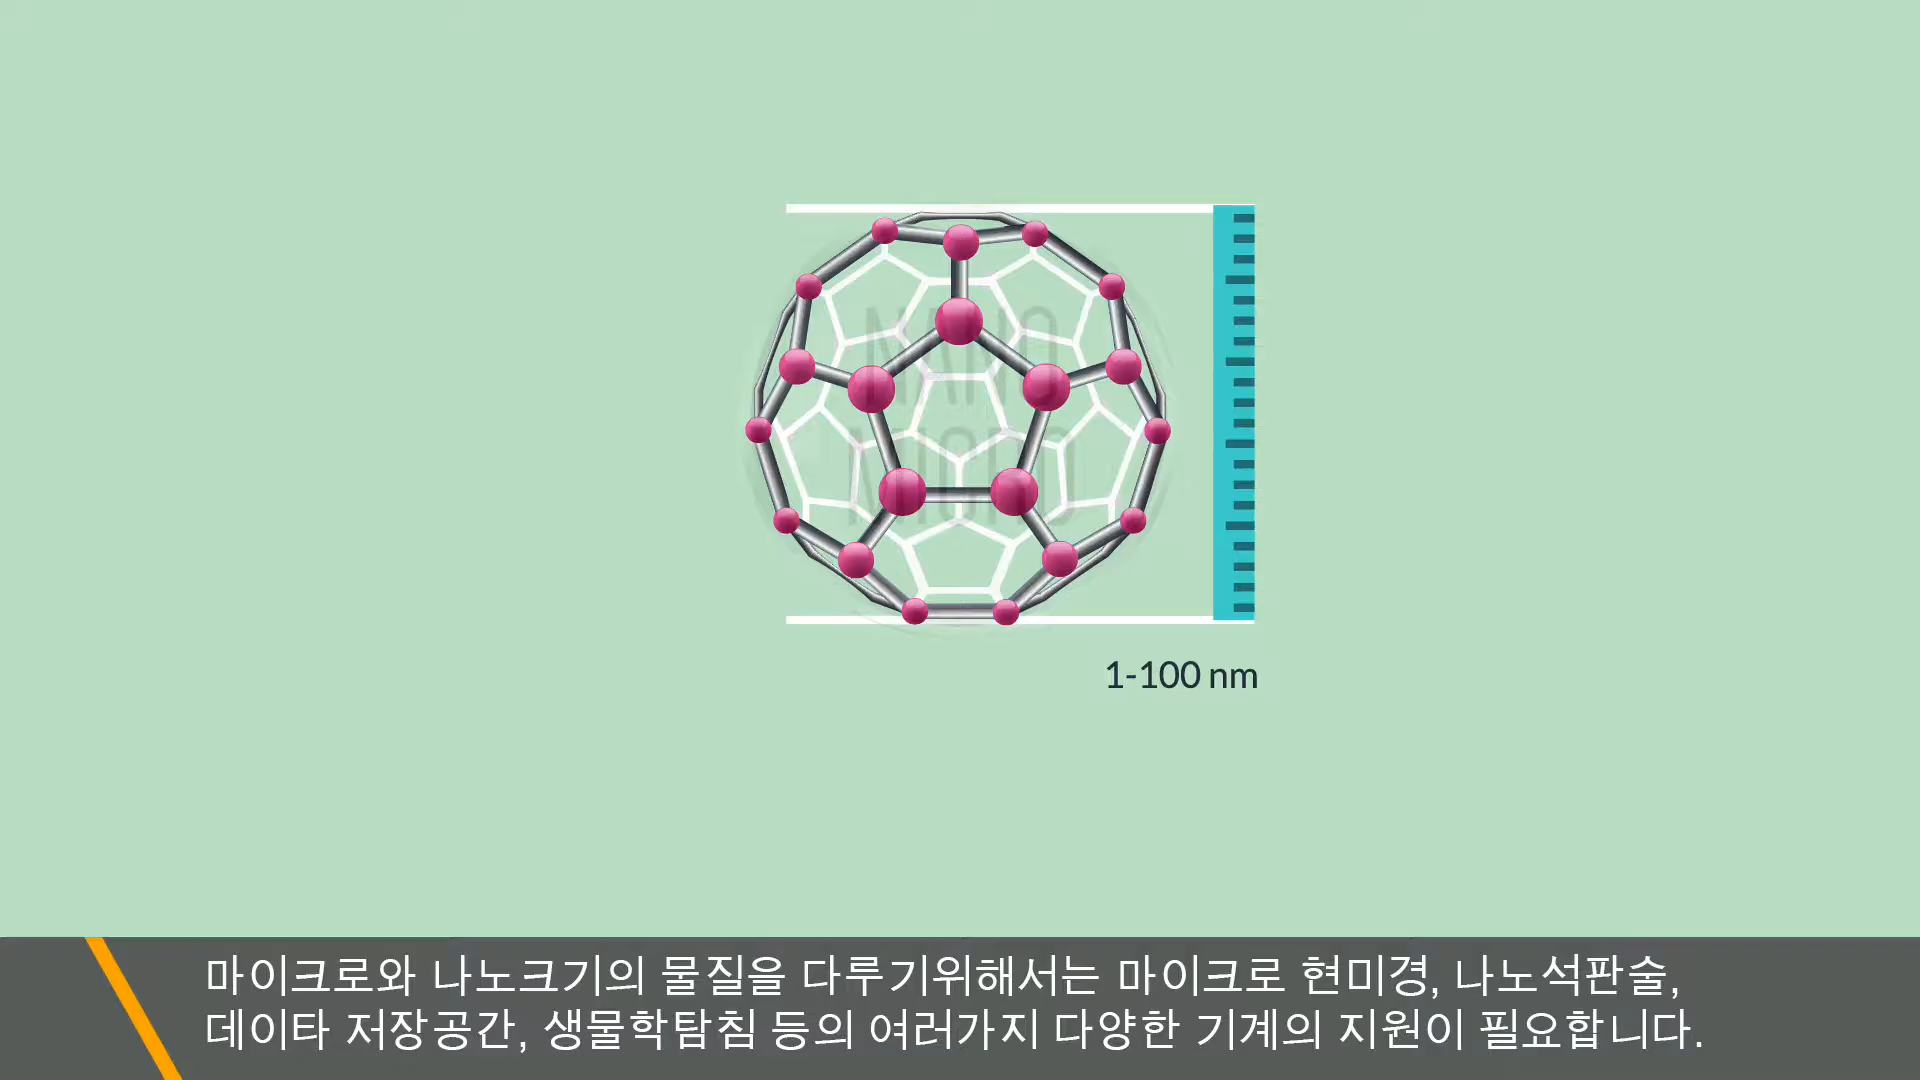 NANO
MICRO
1-100 nm
마이크로와 나노크기의 물질을 다루기위해서는 마이크로 현미경, 나노석판술,
데이타 저장공간, 생물학탐침 등의 여러가지 다양한 기계의 지원이 필요합니다.